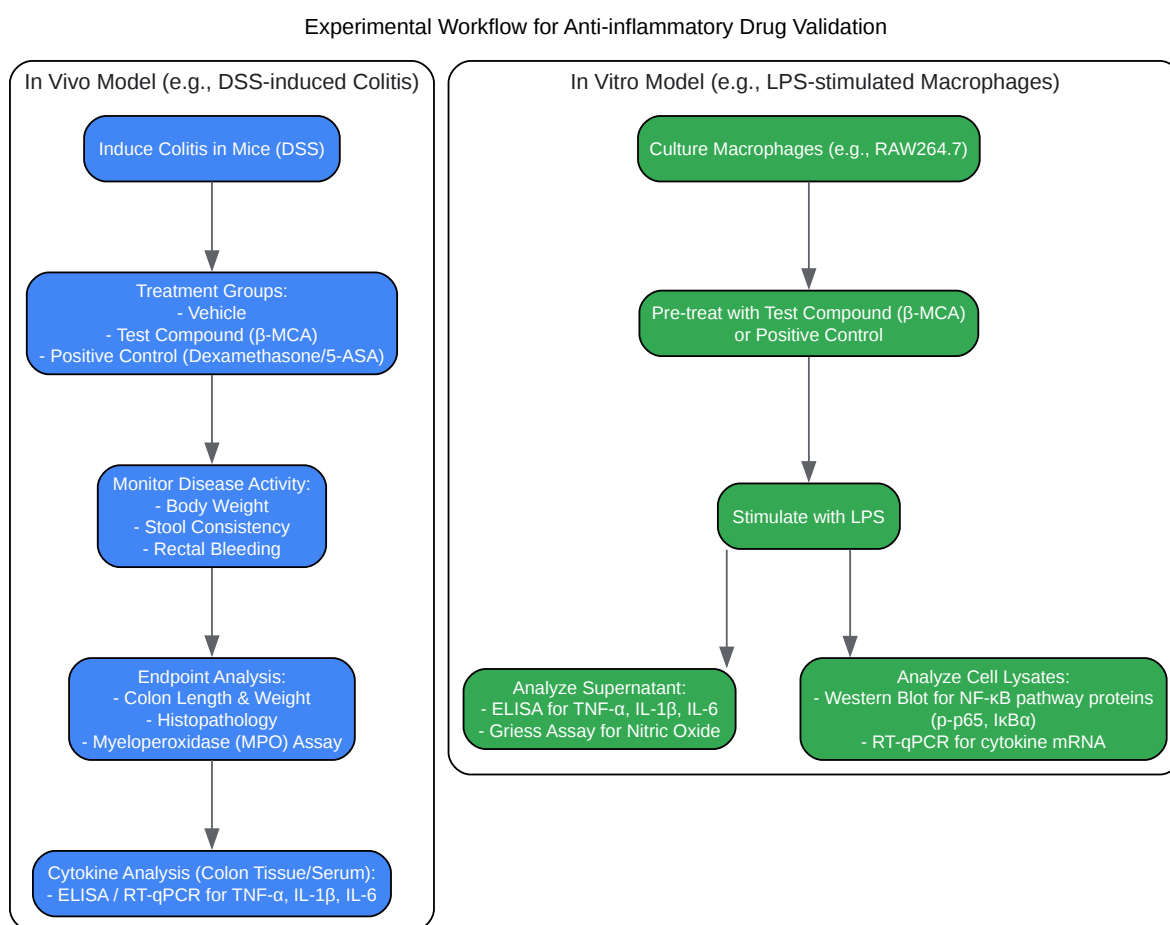 Experimental Workflow for Anti-inflammatory Drug Validation
In Vivo Model (e.g., DSS-induced Colitis)
Induce Colitis in Mice (DSS)
Treatment Groups:
- Vehicle
- Test Compound (β-MCA)
- Positive Control (Dexamethasone/5-ASA)
Monitor Disease Activity:
- Body Weight
- Stool Consistency
- Rectal Bleeding
Endpoint Analysis:
- Colon Length & Weight
- Histopathology
- Myeloperoxidase (MPO) Assay
Cytokine Analysis (Colon Tissue/Serum):
- ELISA / RT-qPCR for TNF-α, IL-1β, IL-6
In Vitro Model (e.g., LPS-stimulated Macrophages)
Culture Macrophages (e.g., RAW264.7)
Pre-treat with Test Compound (β-MCA)
or Positive Control
Stimulate with LPS
Analyze Supernatant:
- ELISA for TNF-α, IL-1β, IL-6
- Griess Assay for Nitric Oxide
Analyze Cell Lysates:
- Western Blot for NF-κB pathway proteins
(p-p65, IκBα)
- RT-qPCR for cytokine mRNA